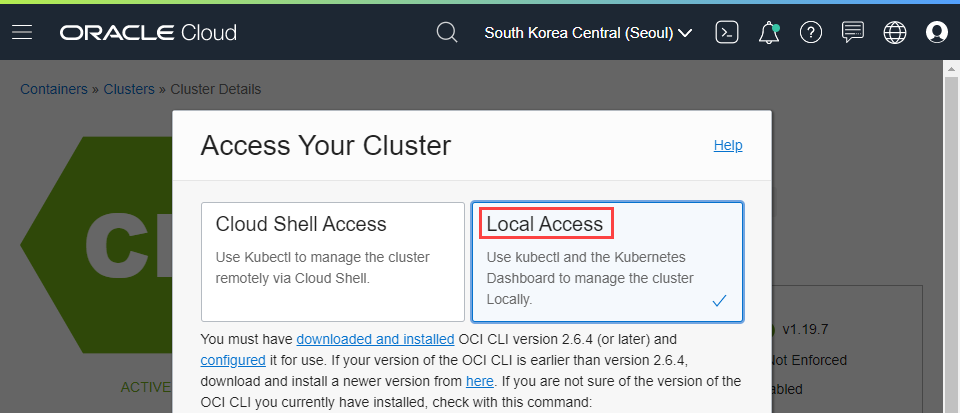 ORACLE Cloud
South Korea Central (Seoul)
Containers » Clusters » Cluster Details
Access Your Cluster
Help
Cloud Shell Access
Use Kubectl to manage the cluster
remotely via Cloud Shell.
Local Access
Use kubectl and the Kubernetes
Dashboard to manage the cluster
Locally.
You must have downloaded and installed OCI CLI version 2.6.4 (or later) and
configured it for use. If your version of the OCI CLI is earlier than version 2.6.4,
download and install a newer version from here. If you are not sure of the version of the
OCI CLI you currently have installed, check with this command:
ACTIVE
v1.19.7
Not Enforced